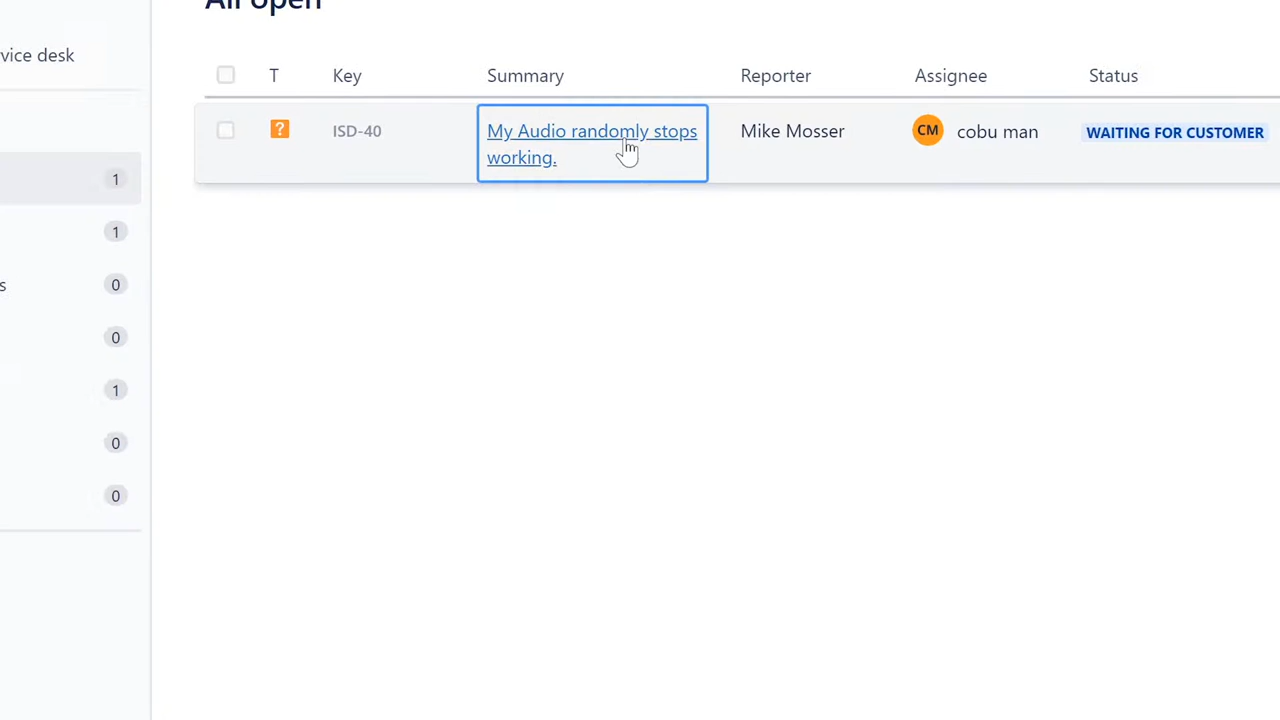 All open
vice desk
T Key Summary Reporter Assignee Status
? ISD-40 My Audio randomly stops Mike Mosser CM cobu man WAITING FOR CUSTOMER
working.
1
1
s 0
0
1
0
0